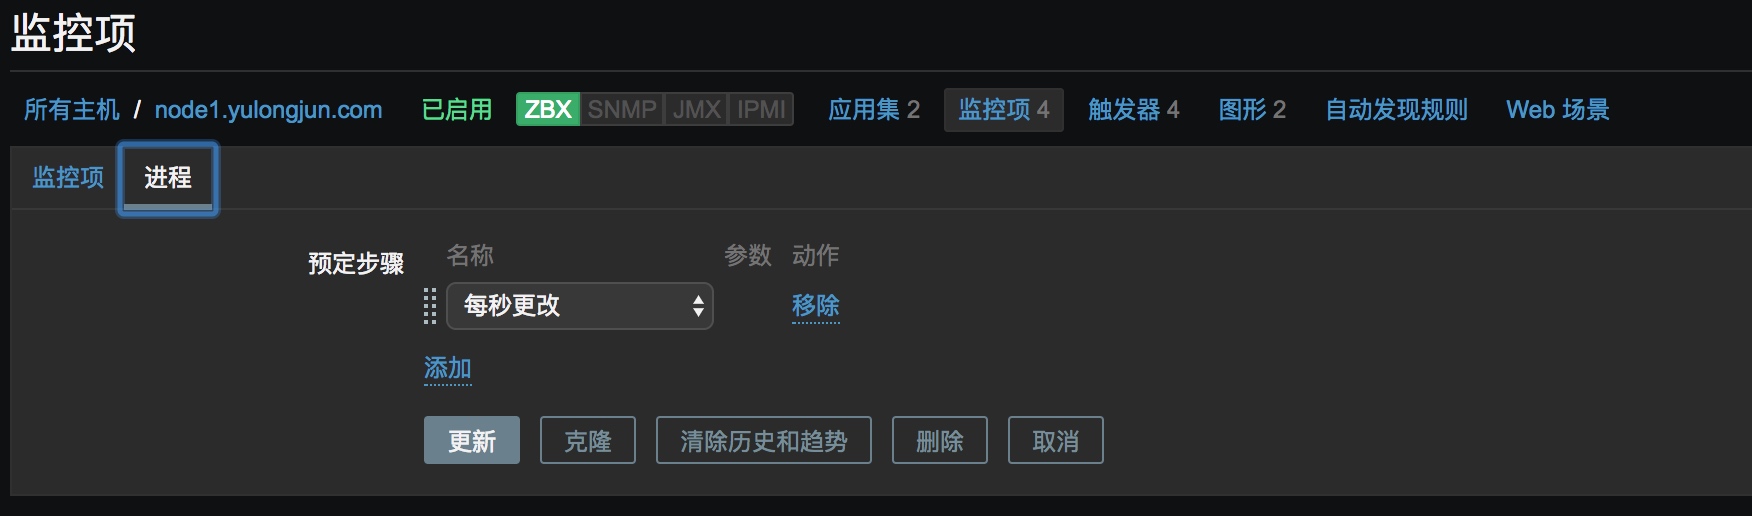 监控项
所有主机 / node1.yulongjun.com 已启用 ZBX SNMP JMX IPMI 应用集 2 监控项 4 触发器 4 图形 2 自动发现规则 Web 场景
监控项 进程
预定步骤 名称 参数 动作
每秒更改 移除
添加
更新 克隆 清除历史和趋势 删除 取消